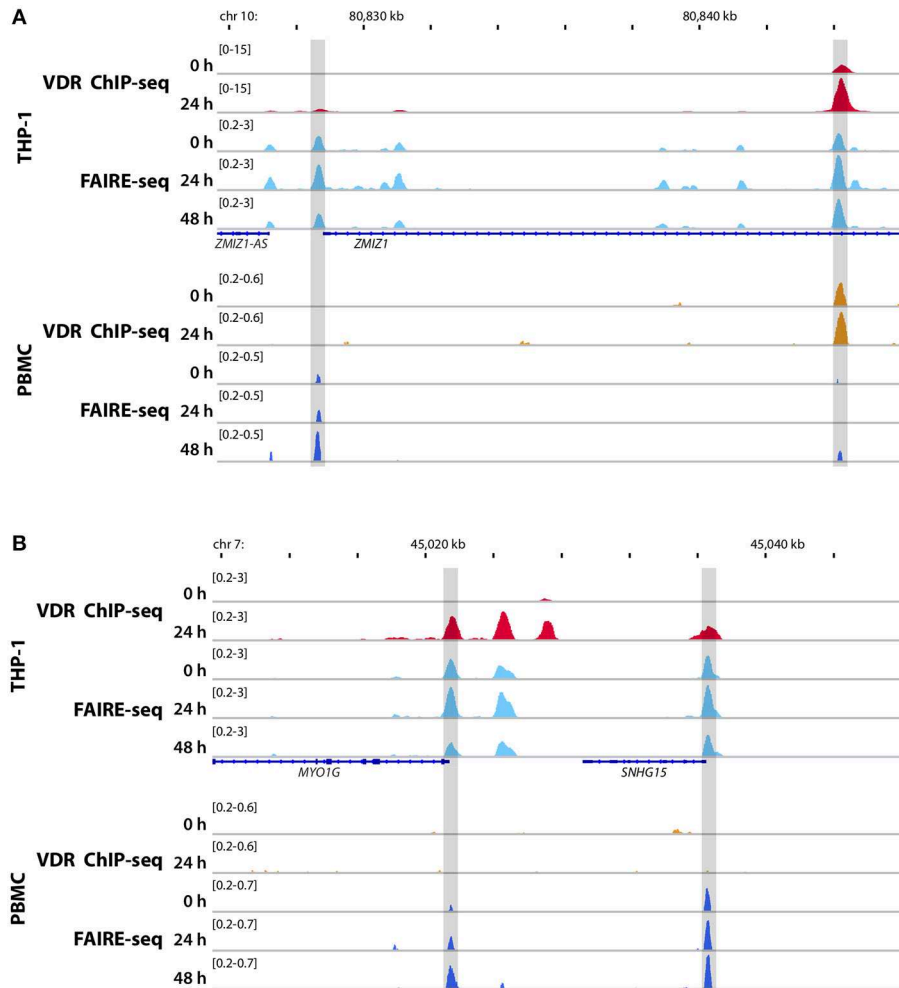 A
chr 10: 80,830 kb 80,840 kb
THP-1
VDR ChIP-seq
0 h [0-15]
24 h [0-15]
FAIRE-seq
0 h [0.2-3]
24 h [0.2-3]
48 h [0.2-3]
ZMIZ1-AS ZMIZ1
PBMC
VDR ChIP-seq
0 h [0.2-0.6]
24 h [0.2-0.6]
FAIRE-seq
0 h [0.2-0.5]
24 h [0.2-0.5]
48 h [0.2-0.5]
B
chr 7: 45,020 kb 45,040 kb
THP-1
VDR ChIP-seq
0 h [0.2-3]
24 h [0.2-3]
FAIRE-seq
0 h [0.2-3]
24 h [0.2-3]
48 h [0.2-3]
MYO1G SNHG15
PBMC
VDR ChIP-seq
0 h [0.2-0.6]
24 h [0.2-0.6]
FAIRE-seq
0 h [0.2-0.7]
24 h [0.2-0.7]
48 h [0.2-0.7]